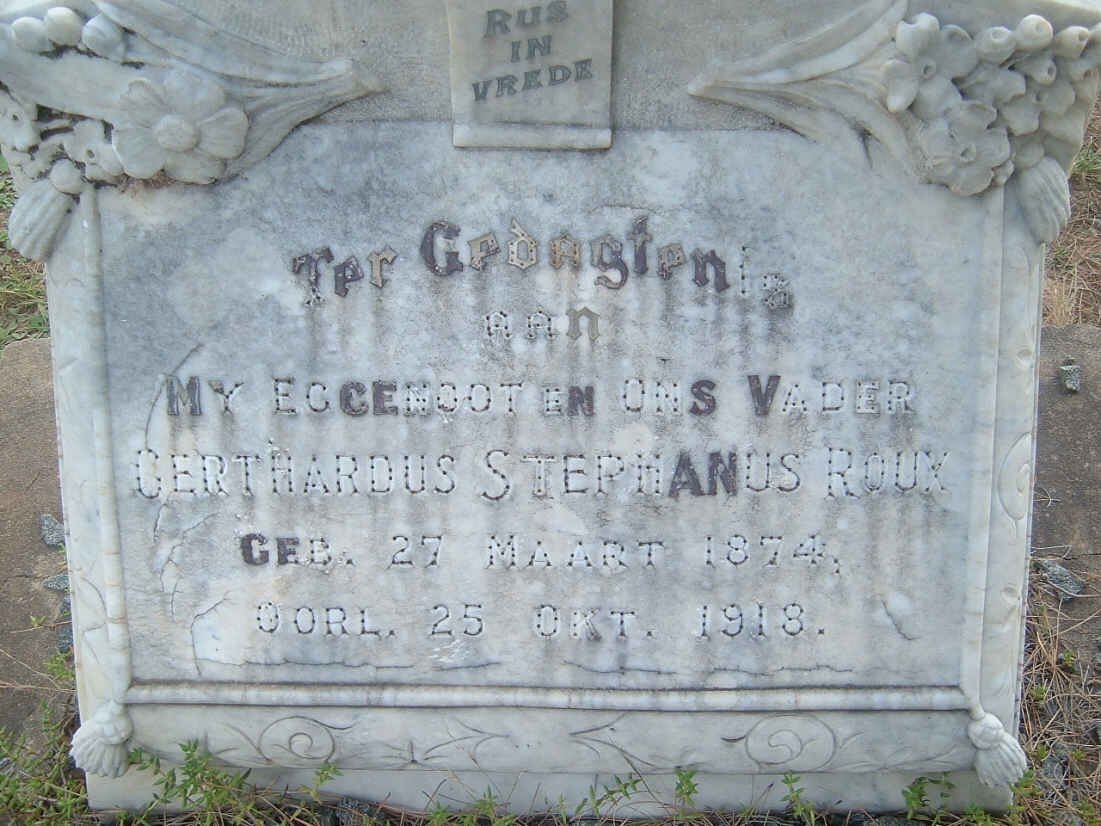 RUS
IN
VREDE
Ter Gedagtenis
aan
MY EGGENOOT EN ONS VADER
GERTHARDUS STEPHANUS ROUX
GEB. 27 MAART 1874,
OORL. 25 OKT. 1918.